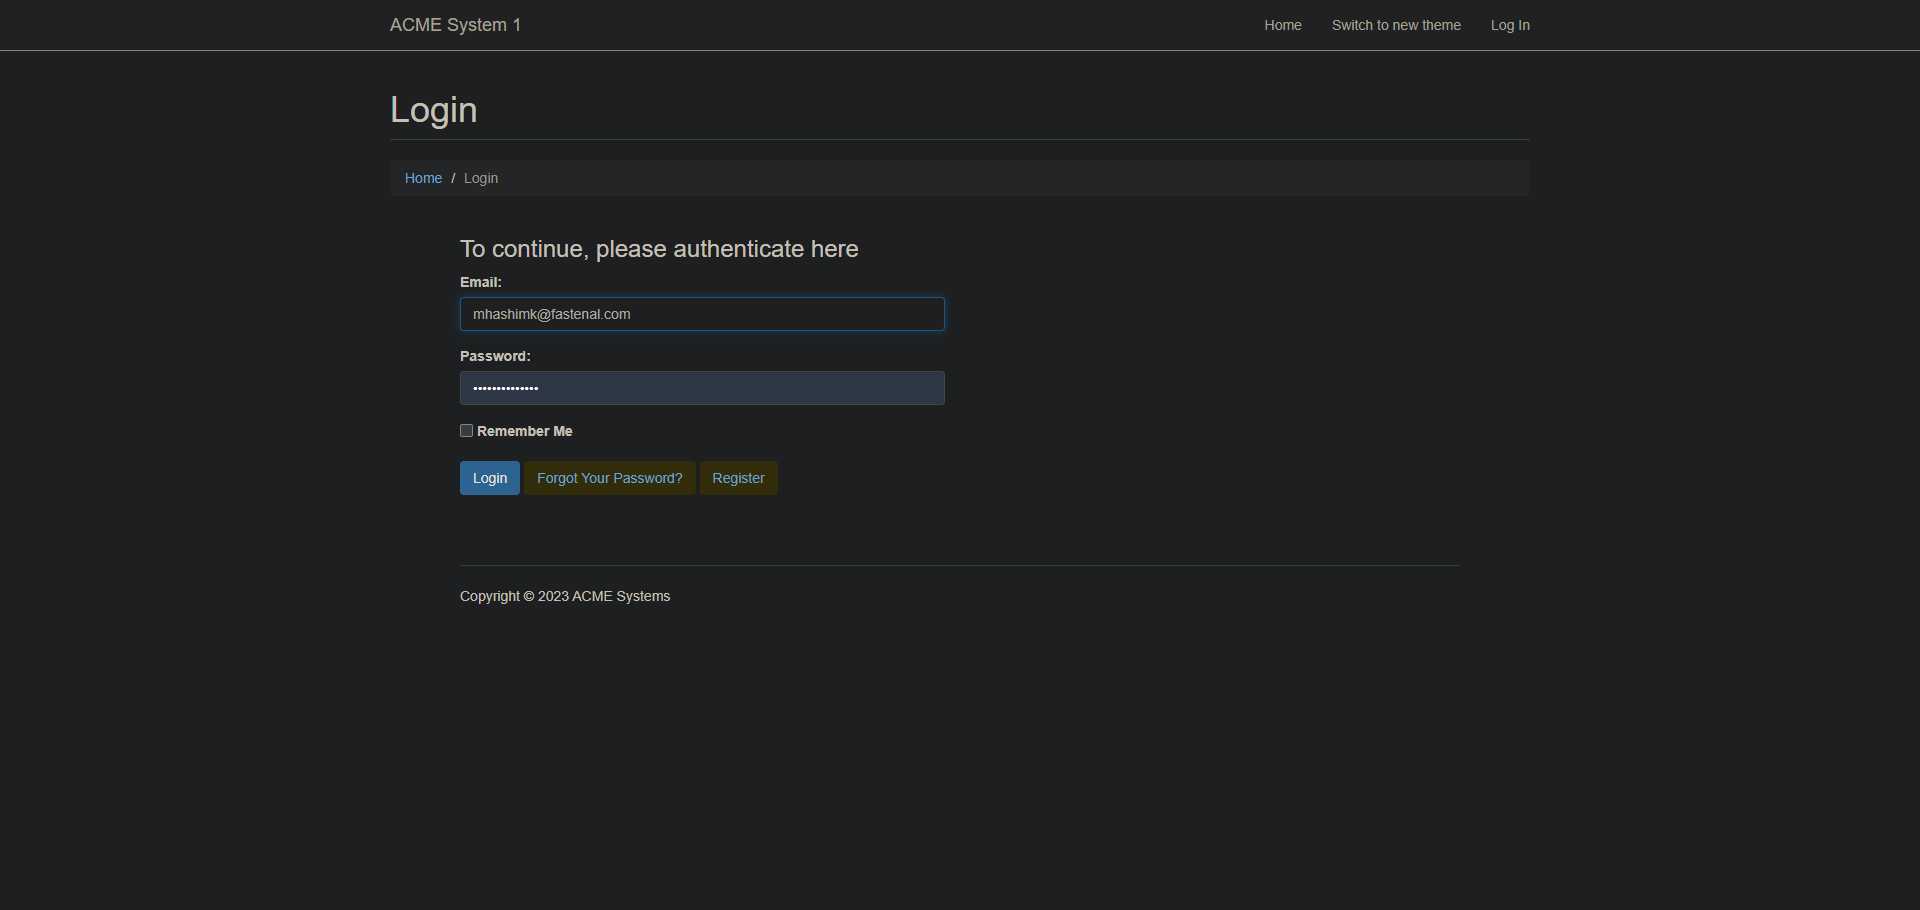 ACME System 1 Home Switch to new theme Log In
Login
Home / Login
To continue, please authenticate here
Email:
mhashimk@fastenal.com
Password:
••••••••••••••
Remember Me
Login Forgot Your Password? Register
Copyright © 2023 ACME Systems